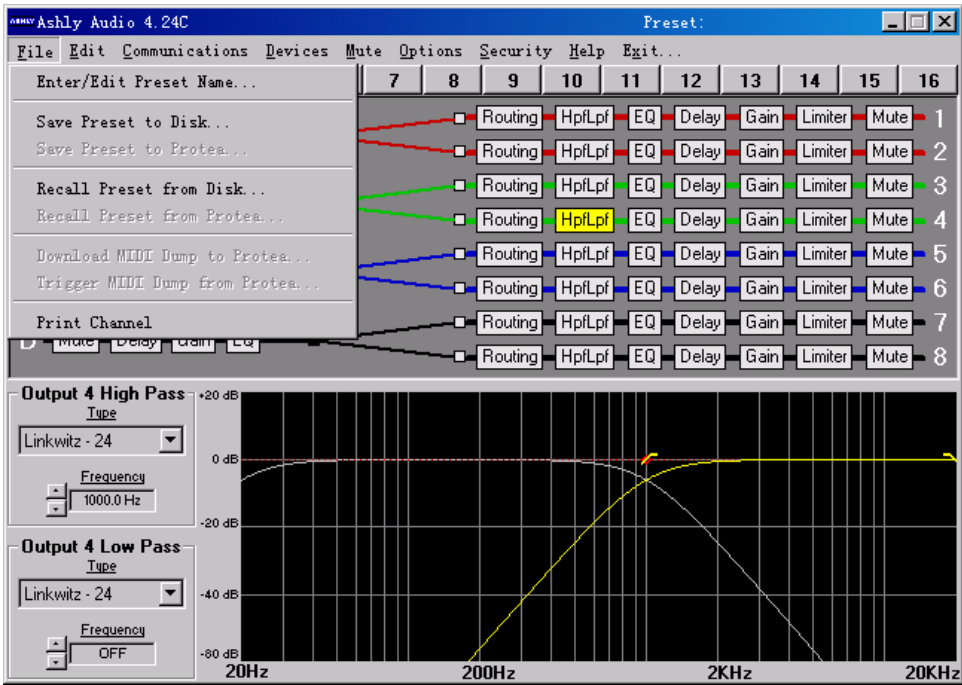 ASHLY Ashly Audio 4.24C Preset:
File Edit Communications Devices Mute Options Security Help Exit...
7 8 9 10 11 12 13 14 15 16
Enter/Edit Preset Name...
Save Preset to Disk...
Save Preset to Protea...
Recall Preset from Disk...
Recall Preset from Protea...
Download MIDI Dump to Protea...
Trigger MIDI Dump from Protea...
Print Channel
Routing HpfLpf EQ Delay Gain Limiter Mute 1
Routing HpfLpf EQ Delay Gain Limiter Mute 2
Routing HpfLpf EQ Delay Gain Limiter Mute 3
Routing HpfLpf EQ Delay Gain Limiter Mute 4
Routing HpfLpf EQ Delay Gain Limiter Mute 5
Routing HpfLpf EQ Delay Gain Limiter Mute 6
Routing HpfLpf EQ Delay Gain Limiter Mute 7
D Mute Delay Gain EQ
Routing HpfLpf EQ Delay Gain Limiter Mute 8
Output 4 High Pass
Type
Linkwitz - 24
Frequency
1000.0 Hz
Output 4 Low Pass
Type
Linkwitz - 24
Frequency
OFF
+20 dB
0 dB
-20 dB
-40 dB
-80 dB
20Hz 200Hz 2KHz 20KHz